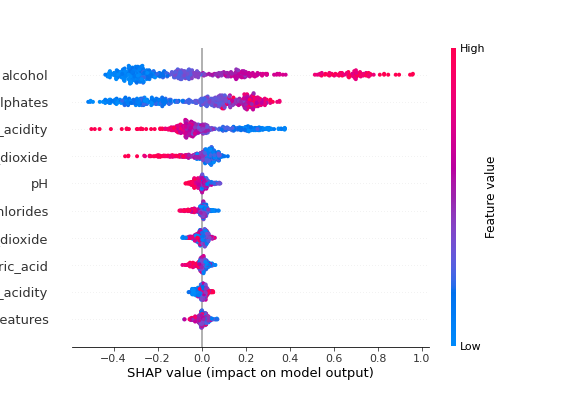 alcohol
lphates
_acidity
dioxide
pH
hlorides
dioxide
ric_acid
_acidity
eatures
−0.4 −0.2 0.0 0.2 0.4 0.6 0.8 1.0
SHAP value (impact on model output)
High
Feature value
Low